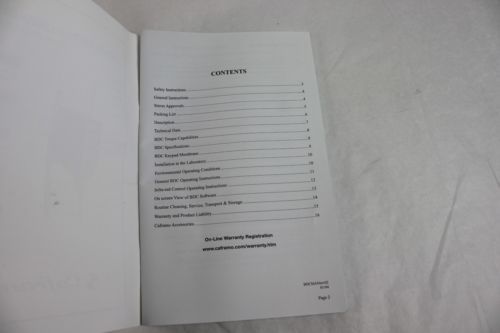 CONTENTS
Safety Instructions
General Instructions
Status Approvals
Packing List
Description
Technical Data
BDC Torque Capabilities
BDC Specifications
BDC Keypad Membrane
Installation in the Laboratory
Environmental Operating Conditions
General BDC Operating Instructions
Infra-red Control Operating Instructions
On screen View of BDC Software
Routine Cleaning, Service, Transport & Storage
Warranty and Product Liability
Caframo Accessories
On-Line Warranty Registration
www.caframo.com/warranty.htm
Page 2